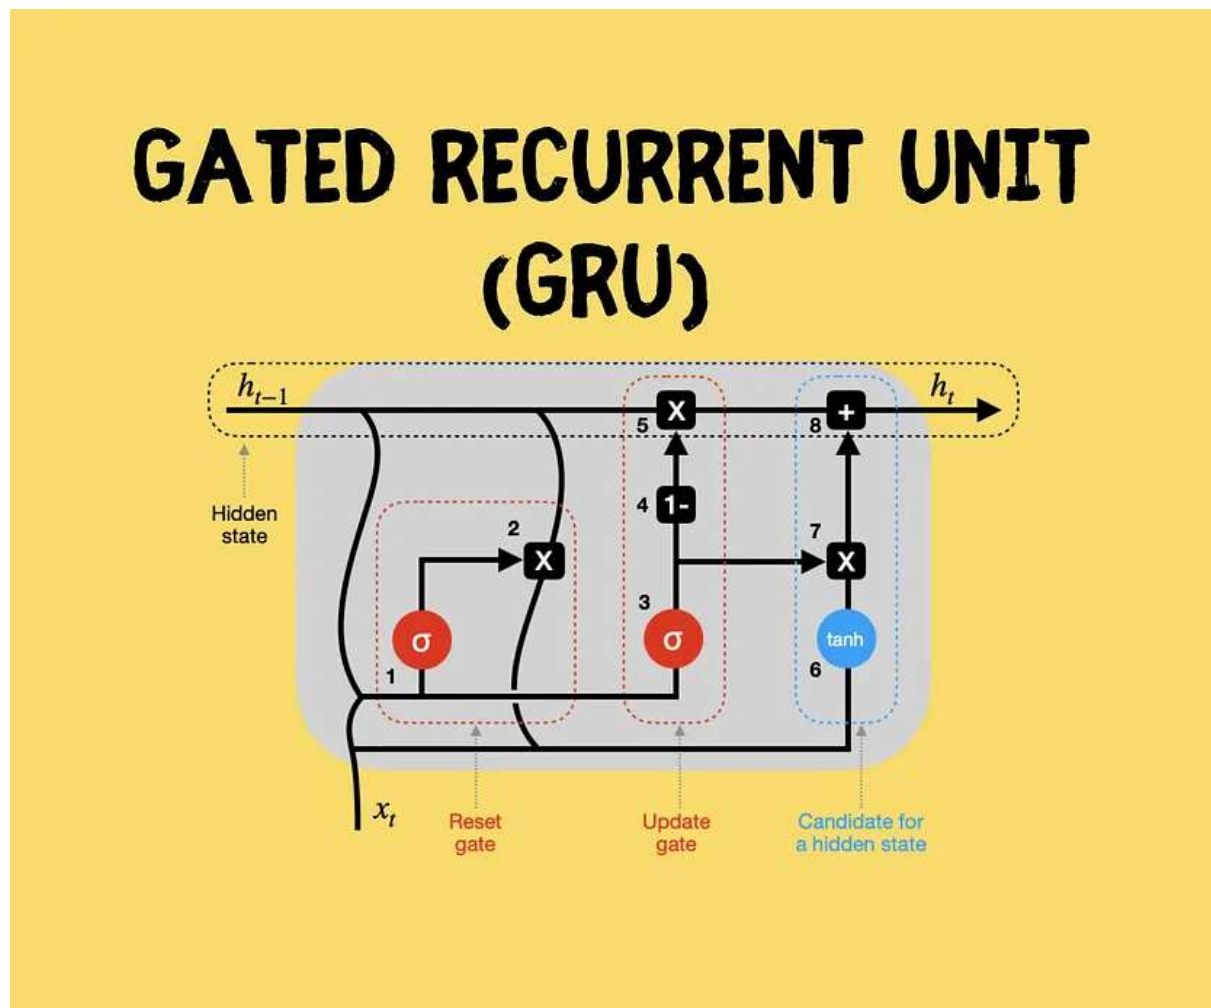 GATED RECURRENT UNIT
(GRU)
h_{t-1}
h_t
5
X
8
+
Hidden
state
4
1-
2
X
7
X
3
σ
σ
tanh
1
6
x_t
Reset
gate
Update
gate
Candidate for
a hidden state